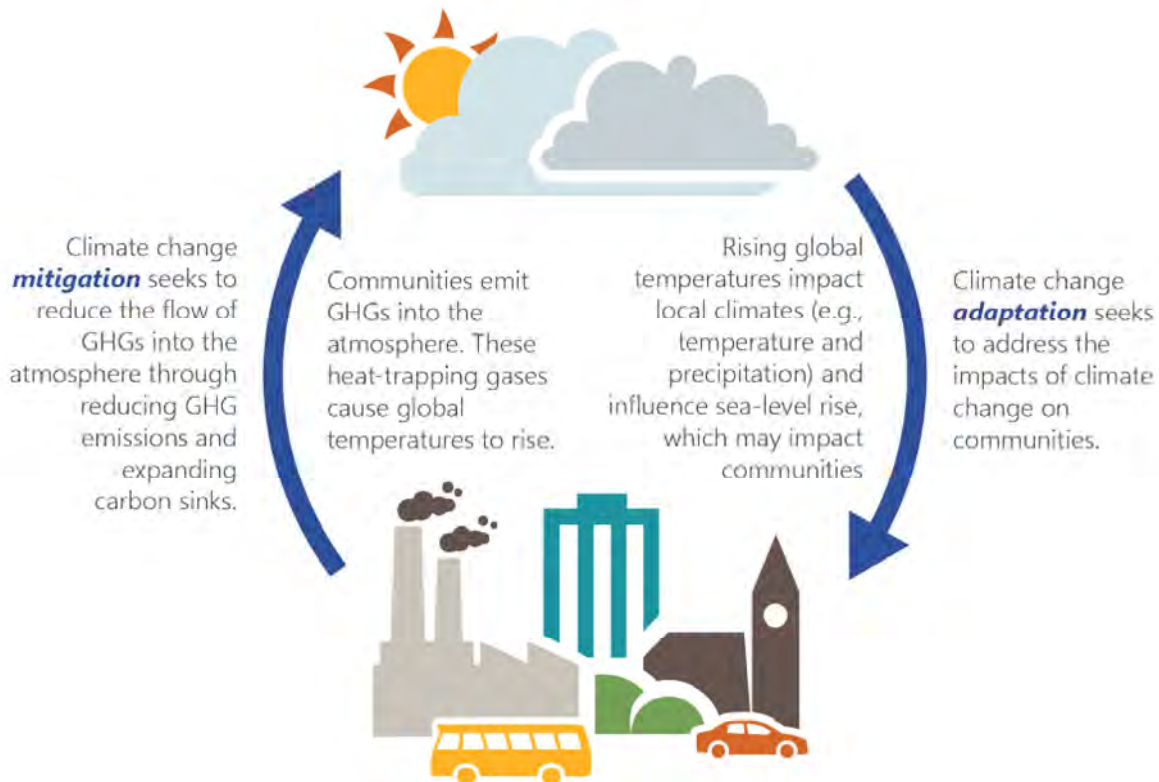 Climate change
mitigation seeks to
reduce the flow of
GHGs into the
atmosphere through
reducing GHG
emissions and
expanding
carbon sinks.
Communities emit
GHGs into the
atmosphere. These
heat-trapping gases
cause global
temperatures to rise.
Rising global
temperatures impact
local climates (e.g.,
temperature and
precipitation) and
influence sea-level rise,
which may impact
communities
Climate change
adaptation seeks
to address the
impacts of climate
change on
communities.